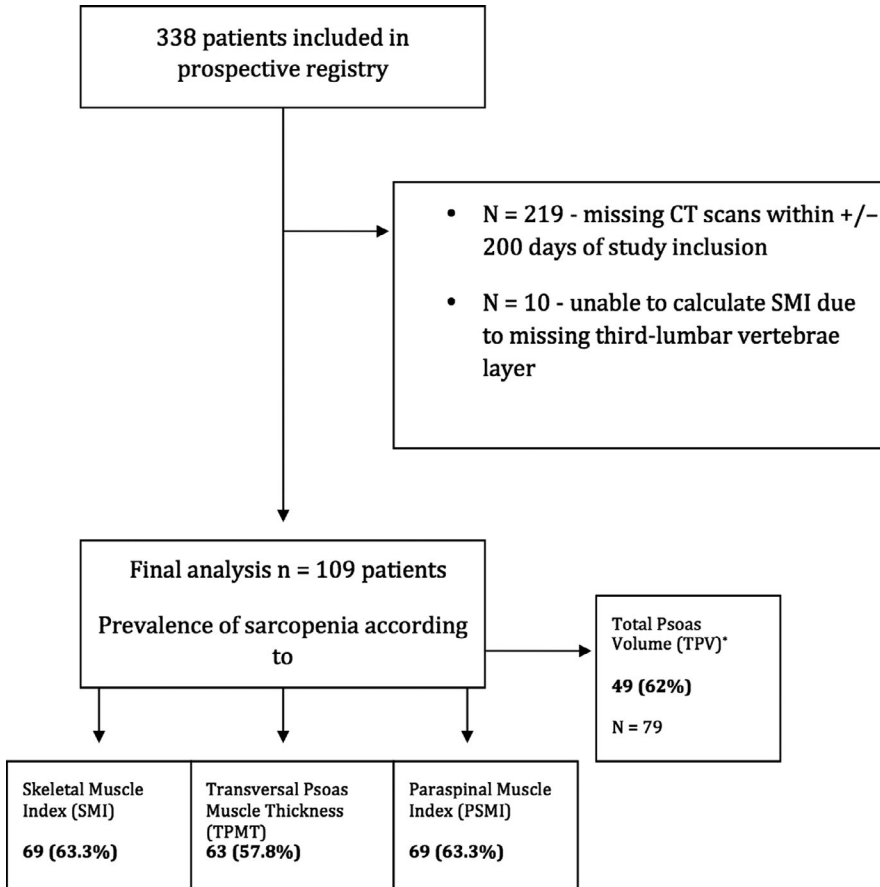 338 patients included in
prospective registry
• N = 219 - missing CT scans within +/–
200 days of study inclusion
• N = 10 - unable to calculate SMI due
to missing third-lumbar vertebrae
layer
Final analysis n = 109 patients
Prevalence of sarcopenia according
to
Total Psoas
Volume (TPV)*
49 (62%)
N = 79
Skeletal Muscle
Index (SMI)
69 (63.3%)
Transversal Psoas
Muscle Thickness
(TPMT)
63 (57.8%)
Paraspinal Muscle
Index (PSMI)
69 (63.3%)